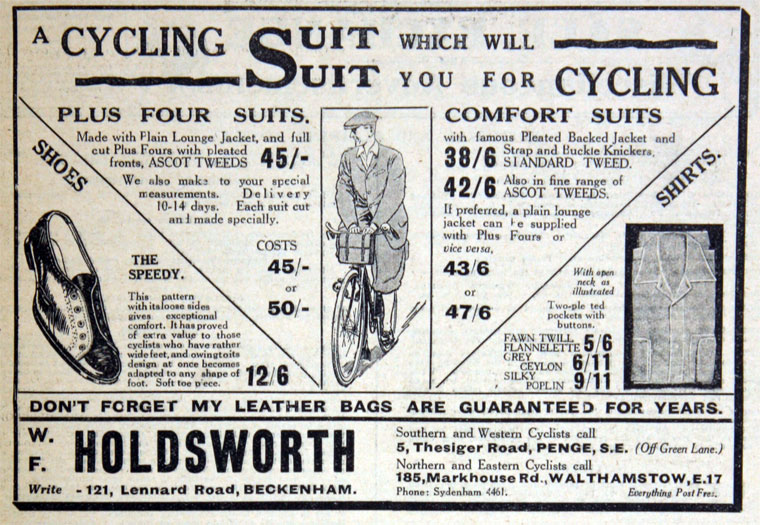 A CYCLING SUIT WHICH WILL
SUIT YOU FOR CYCLING
PLUS FOUR SUITS.
Made with Plain Lounge Jacket, and full
cut Plus Fours with pleated
fronts, ASCOT TWEEDS 45/-
We also make to your special
measurements. Delivery
10-14 days. Each suit cut
and made specially.
COSTS
45/-
or
50/-
SHOES
THE
SPEEDY.
This pattern
with its loose sides
gives exceptional
comfort. It has proved
of extra value to those
cyclists who have rather
wide feet, and owing to its
design at once becomes
adapted to any shape of
foot. Soft toe piece. 12/6
COMFORT SUITS
with famous Pleated Backed Jacket and
38/6 Strap and Buckle Knickers,
STANDARD TWEED.
42/6 Also in fine range of
ASCOT TWEEDS.
If preferred, a plain lounge
jacket can be supplied
with Plus Fours or
vice versa,
43/6
or
47/6
SHIRTS.
With open
neck as
illustrated
Two pleated
pockets with
buttons.
FAWN TWILL
FLANNELETTE 5/6
GREY
CEYLON 6/11
SILKY
POPLIN 9/11
DON'T FORGET MY LEATHER BAGS ARE GUARANTEED FOR YEARS.
W. F. HOLDSWORTH
Write - 121, Lennard Road, BECKENHAM.
Southern and Western Cyclists call
5, Thesiger Road, PENGE, S.E. (Off Green Lane.)
Northern and Eastern Cyclists call
185, Markhouse Rd., WALTHAMSTOW, E.17
Phone: Sydenham 4461. Everything Post Free.